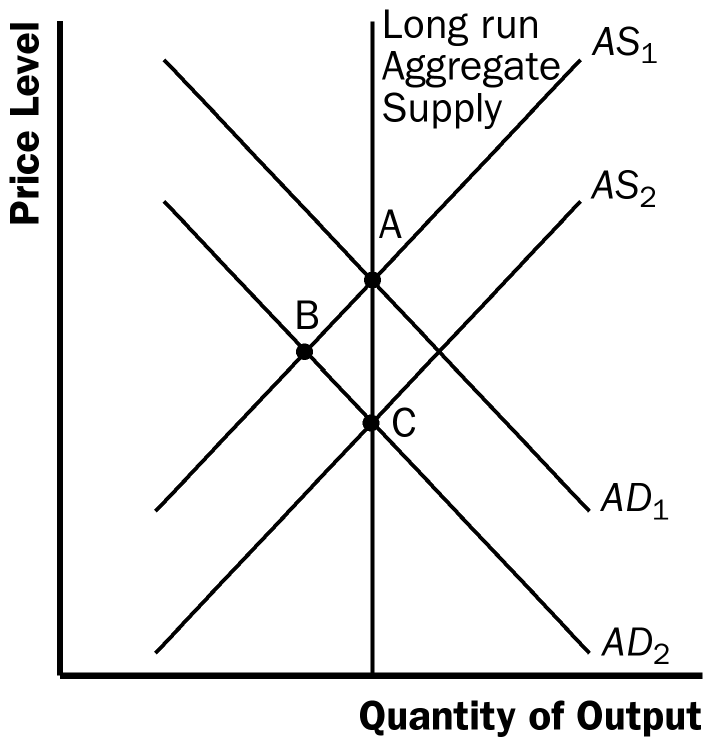 Price Level
Long run
Aggregate
Supply
AS₁
AS₂
A
B
C
AD₁
AD₂
Quantity of Output